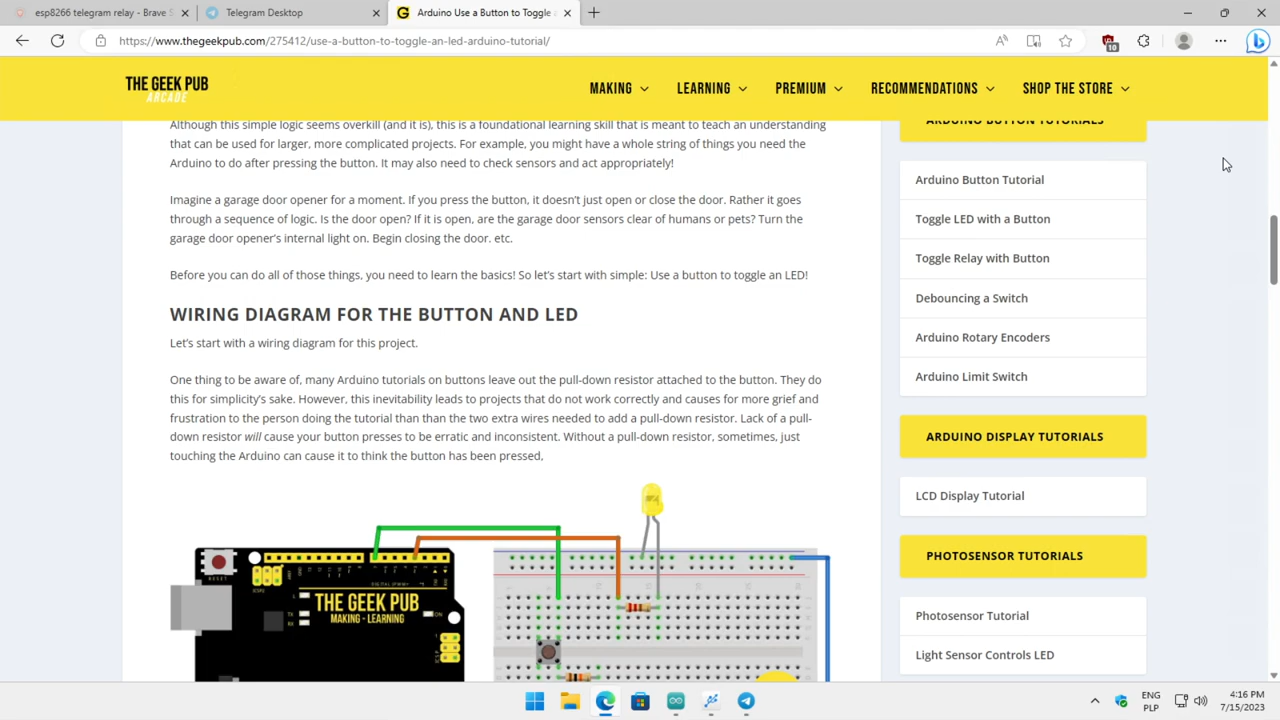 esp8266 telegram relay - Brave S
Telegram Desktop
Arduino Use a Button to Toggle
https://www.thegeekpub.com/275412/use-a-button-to-toggle-an-led-arduino-tutorial/
10
THE GEEK PUB
ARCADE
MAKING
LEARNING
PREMIUM
RECOMMENDATIONS
SHOP THE STORE
Although this simple logic seems overkill (and it is), this is a foundational learning skill that is meant to teach an understanding
that can be used for larger, more complicated projects. For example, you might have a whole string of things you need the
Arduino to do after pressing the button. It may also need to check sensors and act appropriately!
Imagine a garage door opener for a moment. If you press the button, it doesn't just open or close the door. Rather it goes
through a sequence of logic. Is the door open? If it is open, are the garage door sensors clear of humans or pets? Turn the
garage door opener's internal light on. Begin closing the door. etc.
Before you can do all of those things, you need to learn the basics! So let's start with simple: Use a button to toggle an LED!
WIRING DIAGRAM FOR THE BUTTON AND LED
Let's start with a wiring diagram for this project.
One thing to be aware of, many Arduino tutorials on buttons leave out the pull-down resistor attached to the button. They do
this for simplicity's sake. However, this inevitability leads to projects that do not work correctly and causes for more grief and
frustration to the person doing the tutorial than than the two extra wires needed to add a pull-down resistor. Lack of a pull-
down resistor will cause your button presses to be erratic and inconsistent. Without a pull-down resistor, sometimes, just
touching the Arduino can cause it to think the button has been pressed,
RESET
ICSP2
DIGITAL (PWM~)
THE GEEK PUB
MAKING - LEARNING
TX
RX
ON
ARDUINO BUTTON TUTORIALS
Arduino Button Tutorial
Toggle LED with a Button
Toggle Relay with Button
Debouncing a Switch
Arduino Rotary Encoders
Arduino Limit Switch
ARDUINO DISPLAY TUTORIALS
LCD Display Tutorial
PHOTOSENSOR TUTORIALS
Photosensor Tutorial
Light Sensor Controls LED
ENG
PLP
4:16 PM
7/15/2023